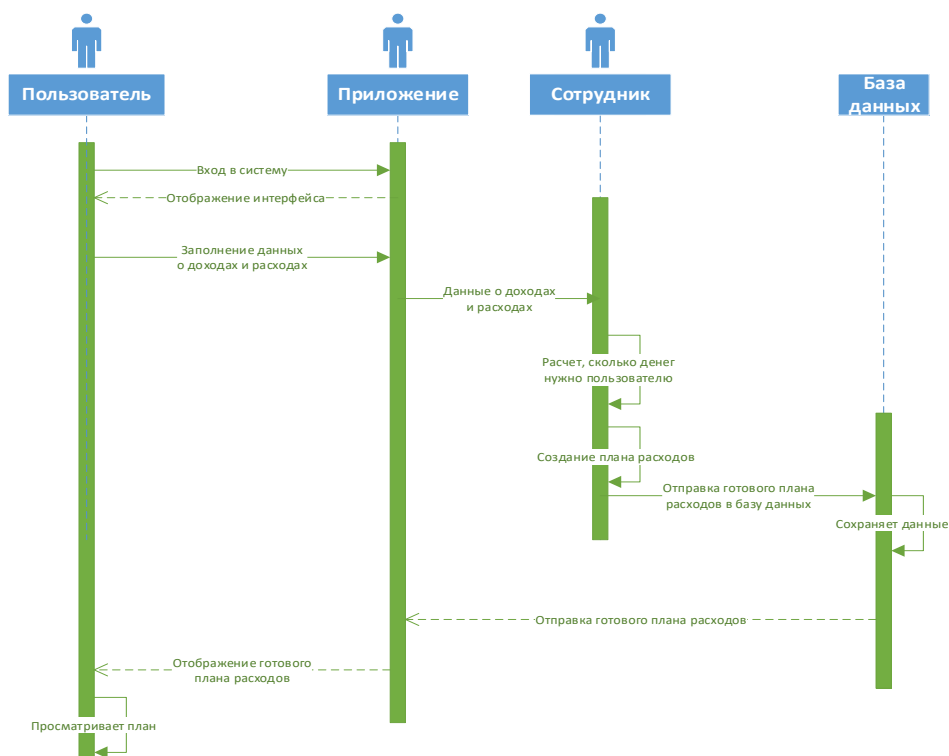 Пользователь
Приложение
Сотрудник
База
данных
Вход в систему
Отображение интерфейса
Заполнение данных
о доходах и расходах
Данные о доходах
и расходах
Расчет, сколько денег
нужно пользователю
Создание плана расходов
Отправка готового плана
расходов в базу данных
Сохраняет данные
Отправка готового плана расходов
Отображение готового
плана расходов
Просматривает план